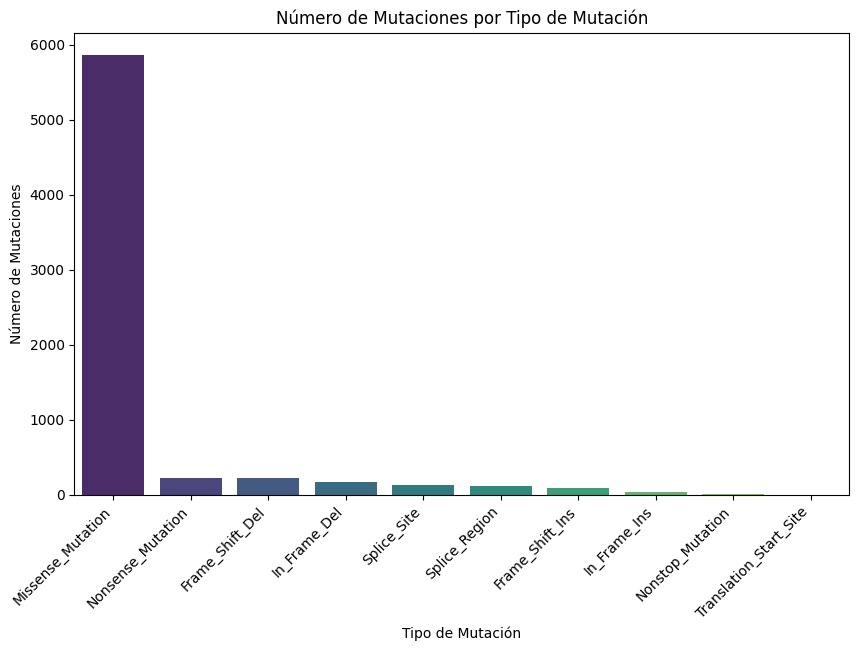 Número de Mutaciones por Tipo de Mutación
Número de Mutaciones
6000
5000
4000
3000
2000
1000
0
Missense_Mutation
Nonsense_Mutation
Frame_Shift_Del
In_Frame_Del
Splice_Site
Splice_Region
Frame_Shift_Ins
In_Frame_Ins
Nonstop_Mutation
Translation_Start_Site
Tipo de Mutación